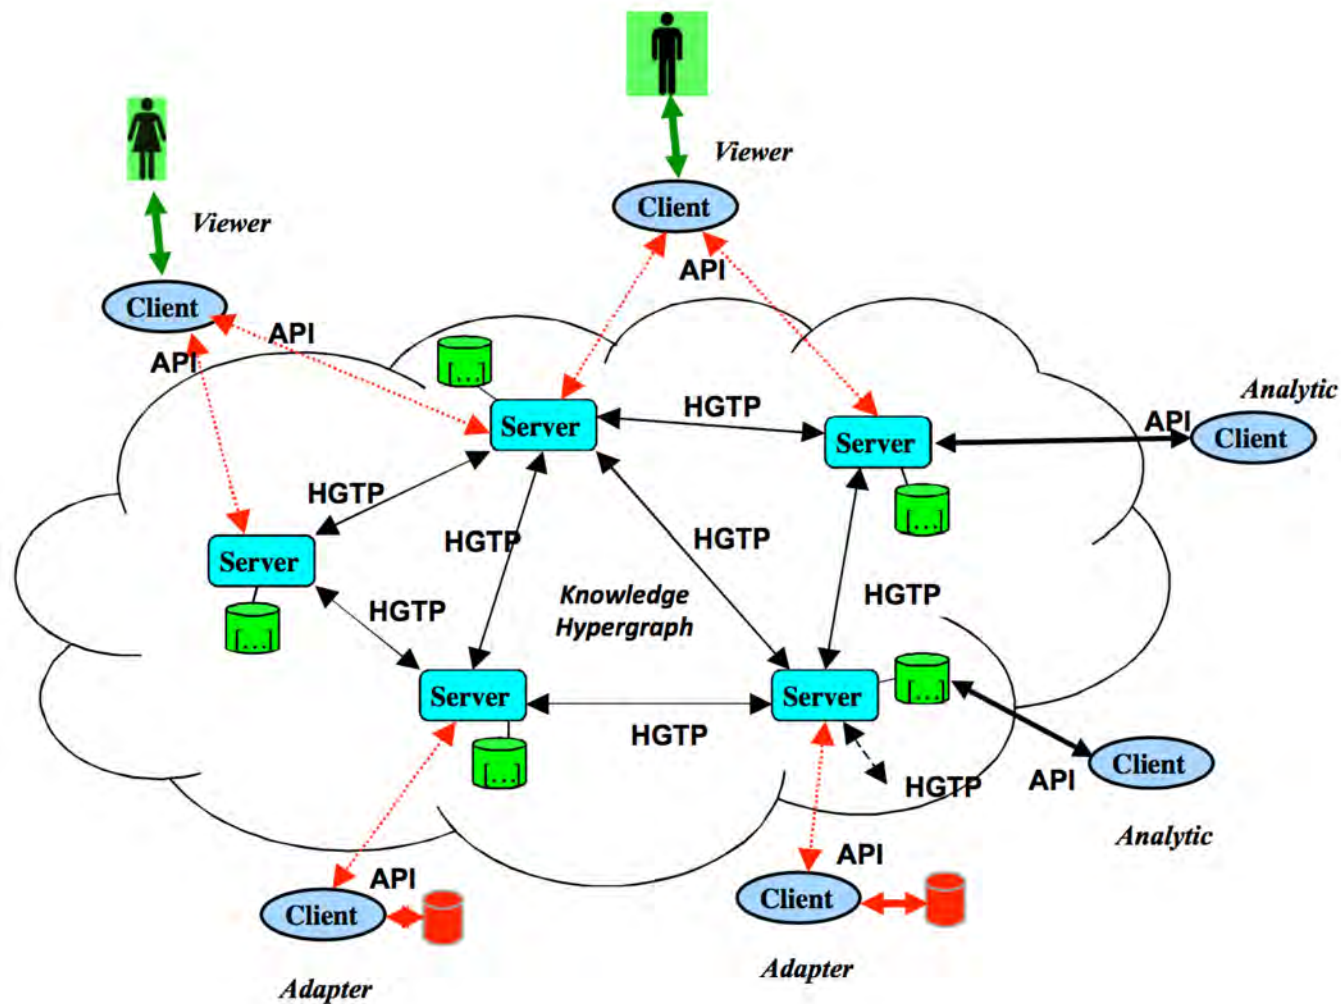 Viewer
Client
Viewer
Client
API
API
API
[...]
Analytic
HGTP
Server
Server
API
Client
HGTP
[...]
HGTP
HGTP
Server
Knowledge
Hypergraph
HGTP
HGTP
[...]
[...]
Server
Server
HGTP
[...]
Client
HGTP
API
Analytic
API
API
Client
Client
Adapter
Adapter